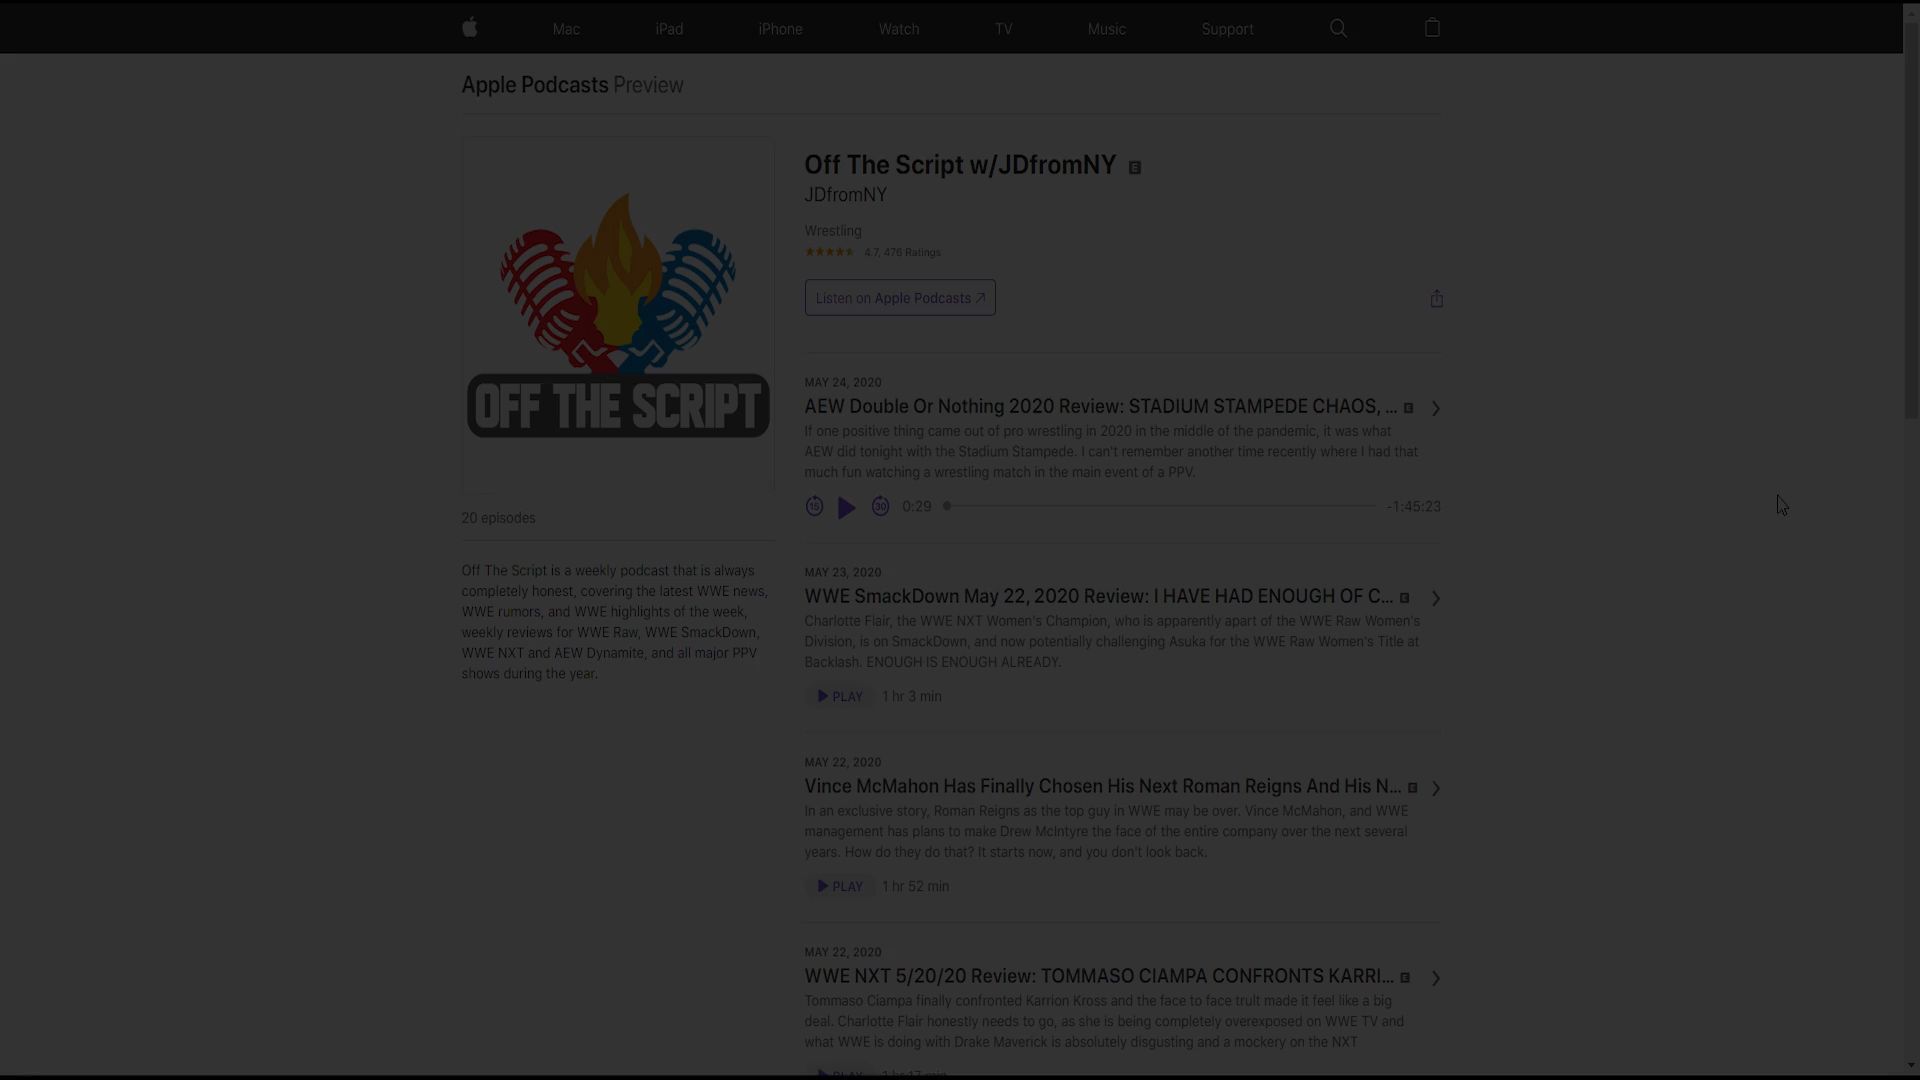 Mac iPad iPhone Watch TV Music Support
Apple Podcasts Preview
OFF THE SCRIPT
20 episodes
Off The Script is a weekly podcast that is always
completely honest, covering the latest WWE news,
WWE rumors, and WWE highlights of the week,
weekly reviews for WWE Raw, WWE SmackDown,
WWE NXT and AEW Dynamite, and all major PPV
shows during the year.
Off The Script w/JDfromNY E
JDfromNY
Wrestling
4.7, 476 Ratings
Listen on Apple Podcasts ↗
MAY 24, 2020
AEW Double Or Nothing 2020 Review: STADIUM STAMPEDE CHAOS, ... E
If one positive thing came out of pro wrestling in 2020 in the middle of the pandemic, it was what
AEW did tonight with the Stadium Stampede. I can't remember another time recently where I had that
much fun watching a wrestling match in the main event of a PPV.
15 30 0:29 -1:45:23
MAY 23, 2020
WWE SmackDown May 22, 2020 Review: I HAVE HAD ENOUGH OF C... E
Charlotte Flair, the WWE NXT Women's Champion, who is apparently apart of the WWE Raw Women's
Division, is on SmackDown, and now potentially challenging Asuka for the WWE Raw Women's Title at
Backlash. ENOUGH IS ENOUGH ALREADY.
PLAY 1 hr 3 min
MAY 22, 2020
Vince McMahon Has Finally Chosen His Next Roman Reigns And His N... E
In an exclusive story, Roman Reigns as the top guy in WWE may be over. Vince McMahon, and WWE
management has plans to make Drew McIntyre the face of the entire company over the next several
years. How do they do that? It starts now, and you don't look back.
PLAY 1 hr 52 min
MAY 22, 2020
WWE NXT 5/20/20 Review: TOMMASO CIAMPA CONFRONTS KARRI... E
Tommaso Ciampa finally confronted Karrion Kross and the face to face trult made it feel like a big
deal. Charlotte Flair honestly needs to go, as she is being completely overexposed on WWE TV and
what WWE is doing with Drake Maverick is absolutely disgusting and a mockery on the NXT
PLAY 1 hr 17 min